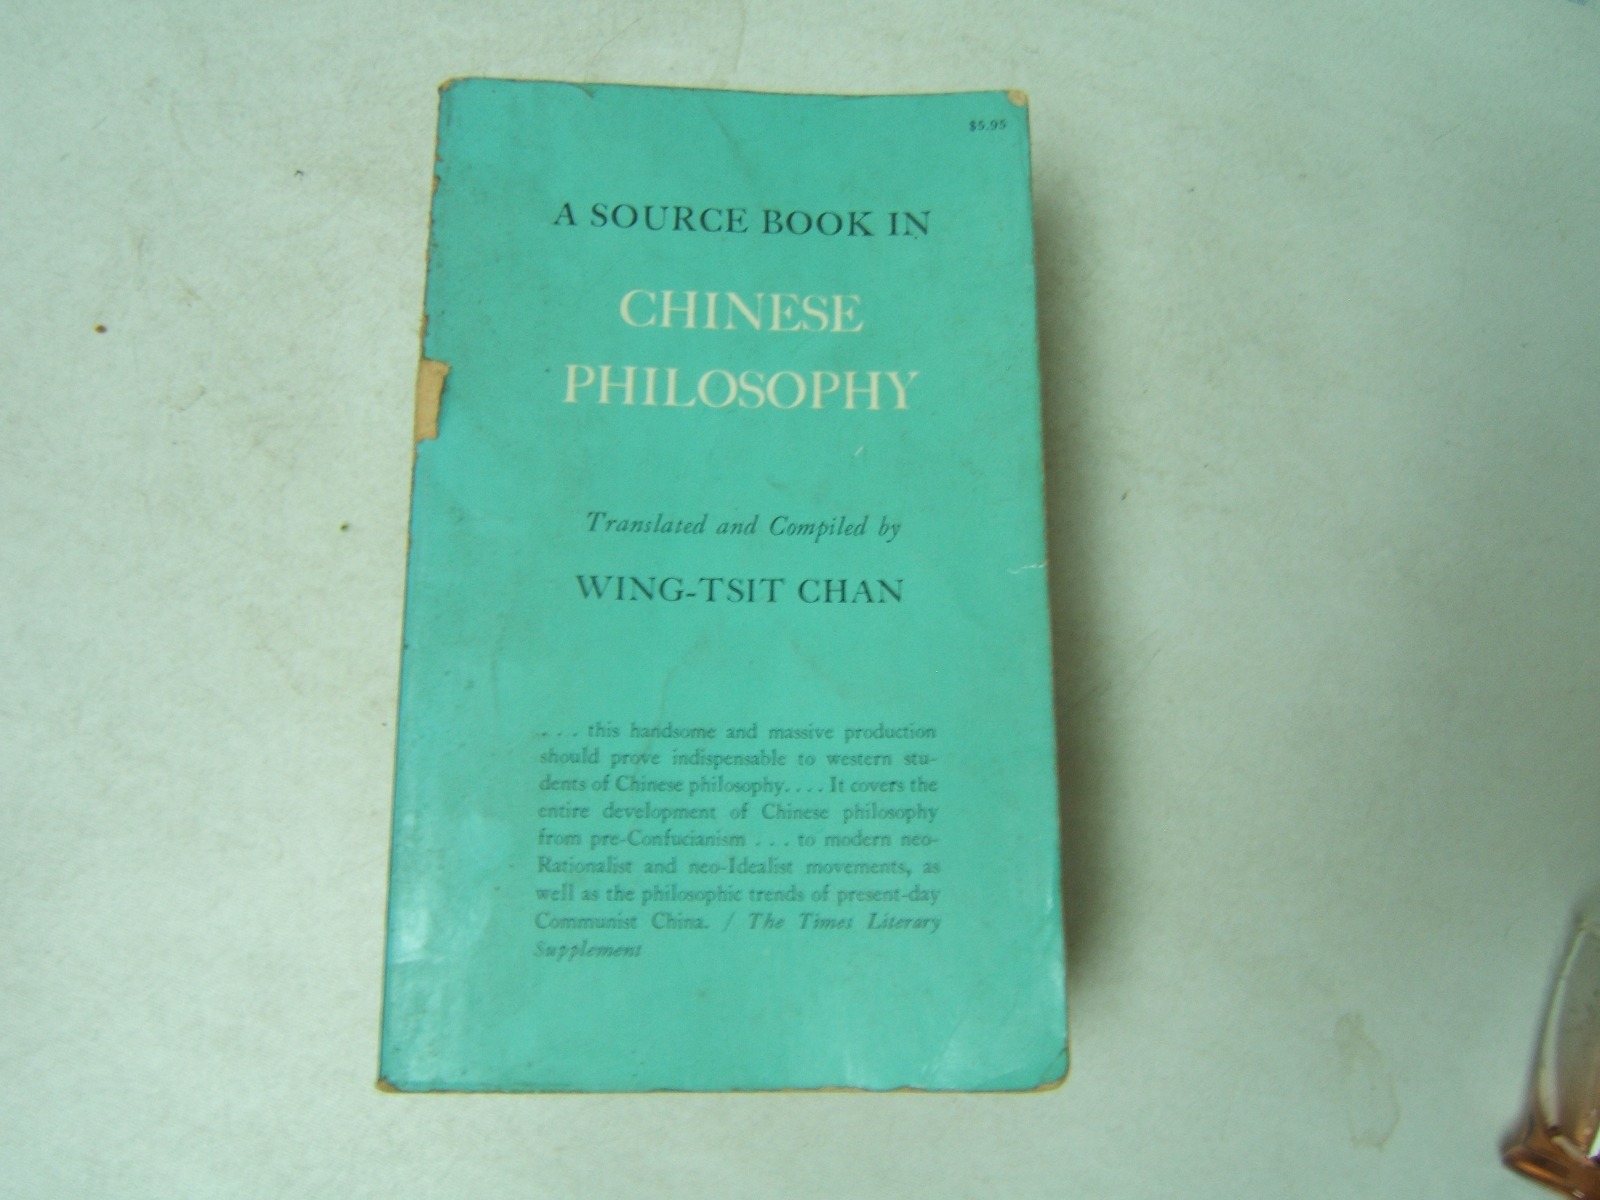 $5.95
A SOURCE BOOK IN
CHINESE
PHILOSOPHY
Translated and Compiled by
WING-TSIT CHAN
. . . this handsome and massive production
should prove indispensable to western stu-
dents of Chinese philosophy. . . . It covers the
entire development of Chinese philosophy
from pre-Confucianism . . . to modern neo-
Rationalist and neo-Idealist movements, as
well as the philosophic trends of present-day
Communist China. / The Times Literary
Supplement